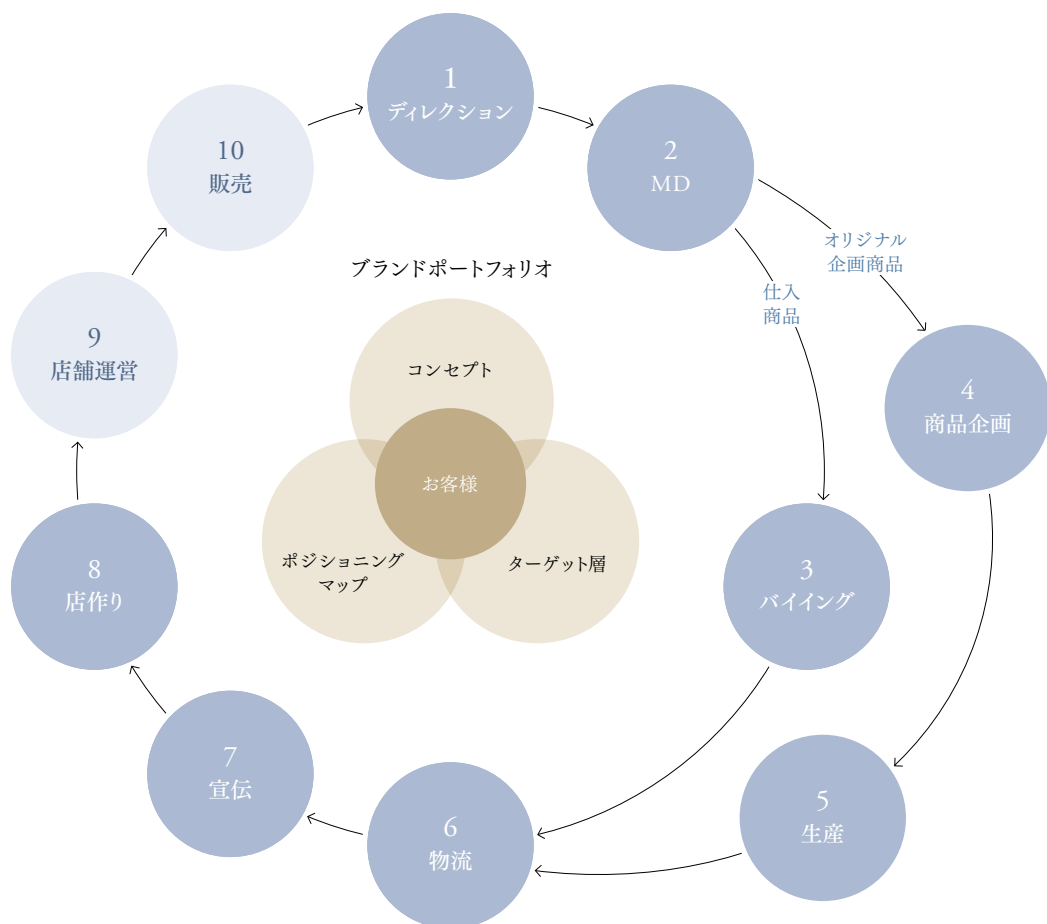 1
ディレクション
2
MD
オリジナル
企画商品
仕入
商品
3
バイイング
4
商品企画
5
生産
6
物流
7
宣伝
8
店作り
9
店舗運営
10
販売
ブランドポートフォリオ
コンセプト
お客様
ポジショニング
マップ
ターゲット層